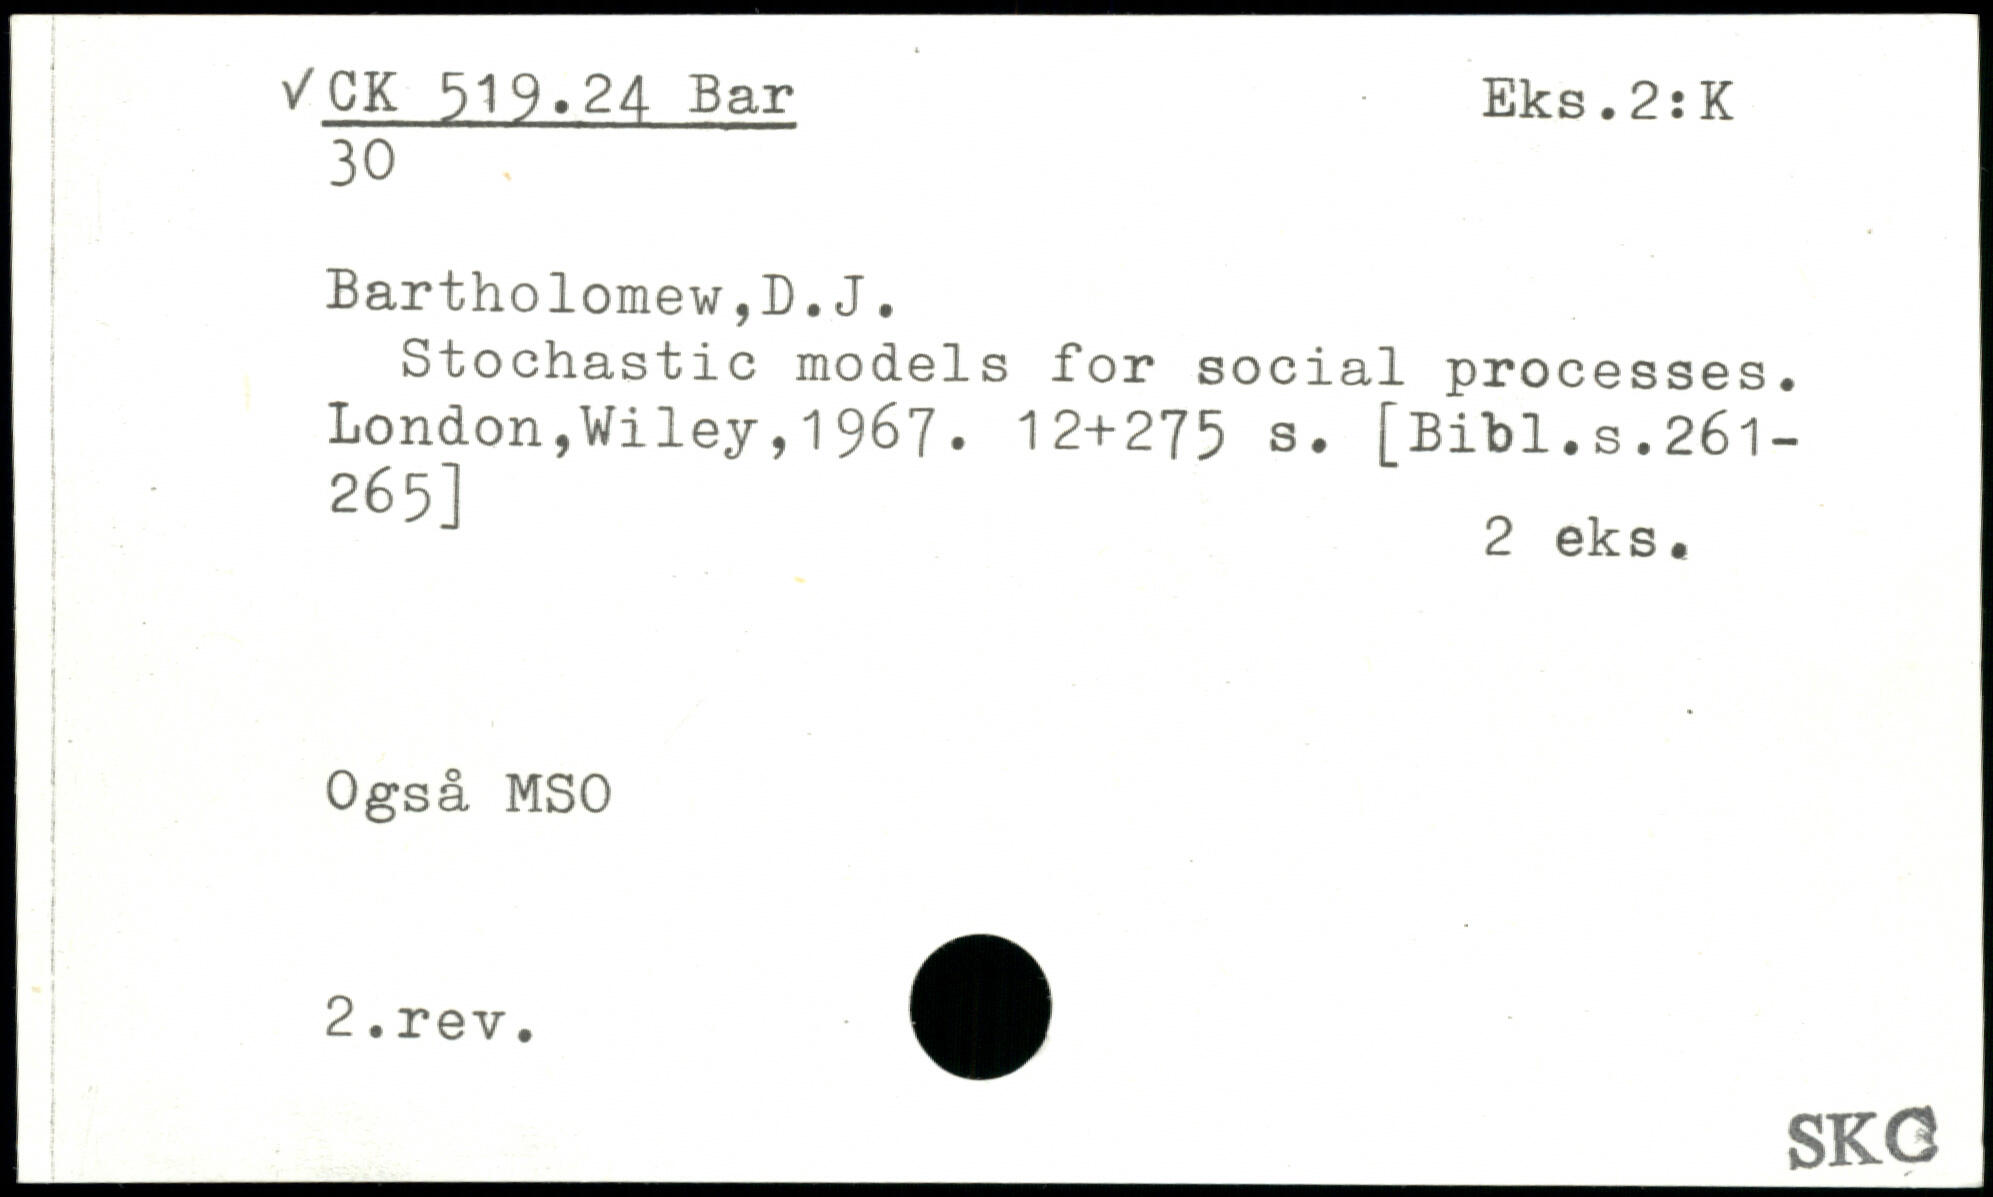 √ CK 519.24 Bar Eks.2:K
30
Bartholomew,D.J.
Stochastic models for social processes.
London,Wiley,1967. 12+275 s. [Bibl.s.261-
265]
2 eks.
Også MSO
2.rev.
SKC